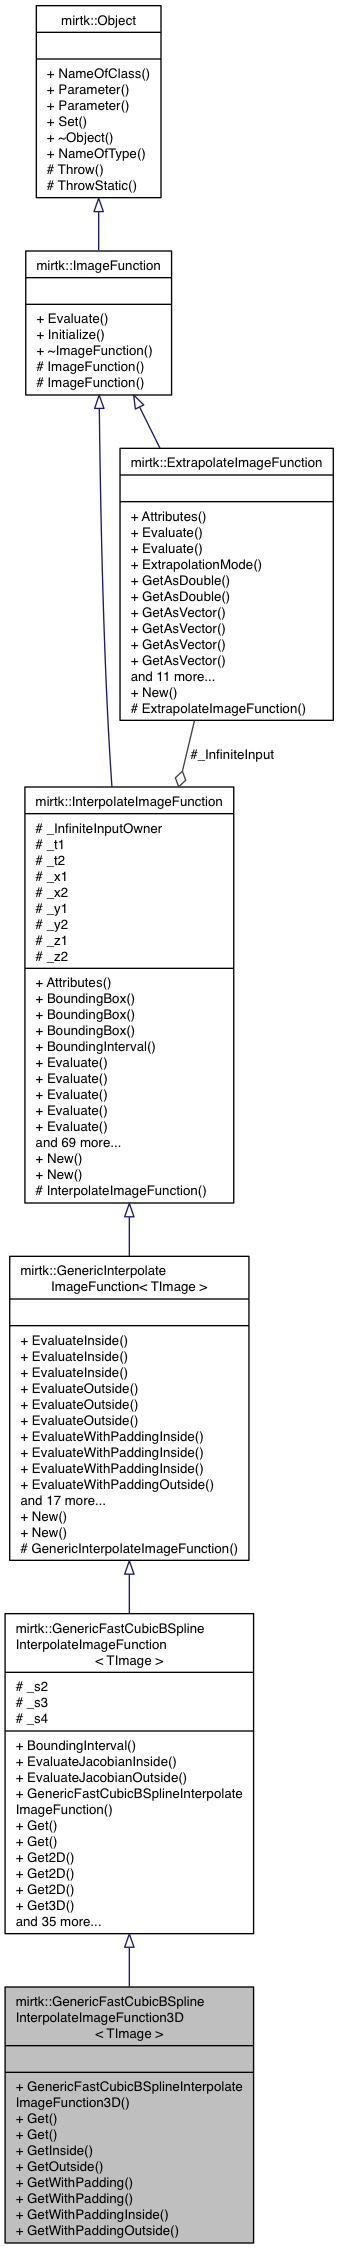 mirtk::Object
+ NameOfClass()
+ Parameter()
+ Parameter()
+ Set()
+ ~Object()
+ NameOfType()
# Throw()
# ThrowStatic()
mirtk::ImageFunction
+ Evaluate()
+ Initialize()
+ ~ImageFunction()
# ImageFunction()
# ImageFunction()
mirtk::ExtrapolateImageFunction
+ Attributes()
+ Evaluate()
+ Evaluate()
+ ExtrapolationMode()
+ GetAsDouble()
+ GetAsDouble()
+ GetAsVector()
+ GetAsVector()
+ GetAsVector()
+ GetAsVector()
and 11 more...
+ New()
# ExtrapolateImageFunction()
#_InfiniteInput
mirtk::InterpolateImageFunction
# _InfiniteInputOwner
# _t1
# _t2
# _x1
# _x2
# _y1
# _y2
# _z1
# _z2
+ Attributes()
+ BoundingBox()
+ BoundingBox()
+ BoundingBox()
+ BoundingInterval()
+ Evaluate()
+ Evaluate()
+ Evaluate()
+ Evaluate()
+ Evaluate()
and 69 more...
+ New()
+ New()
# InterpolateImageFunction()
mirtk::GenericInterpolate
ImageFunction< TImage >
+ EvaluateInside()
+ EvaluateInside()
+ EvaluateInside()
+ EvaluateOutside()
+ EvaluateOutside()
+ EvaluateOutside()
+ EvaluateWithPaddingInside()
+ EvaluateWithPaddingInside()
+ EvaluateWithPaddingInside()
+ EvaluateWithPaddingOutside()
and 17 more...
+ New()
+ New()
# GenericInterpolateImageFunction()
mirtk::GenericFastCubicBSpline
InterpolateImageFunction
< TImage >
# _s2
# _s3
# _s4
+ BoundingInterval()
+ EvaluateJacobianInside()
+ EvaluateJacobianOutside()
+ GenericFastCubicBSplineInterpolate
ImageFunction()
+ Get()
+ Get()
+ Get2D()
+ Get2D()
+ Get2D()
+ Get3D()
and 35 more...
mirtk::GenericFastCubicBSpline
InterpolateImageFunction3D
< TImage >
+ GenericFastCubicBSplineInterpolate
ImageFunction3D()
+ Get()
+ Get()
+ GetInside()
+ GetOutside()
+ GetWithPadding()
+ GetWithPadding()
+ GetWithPaddingInside()
+ GetWithPaddingOutside()